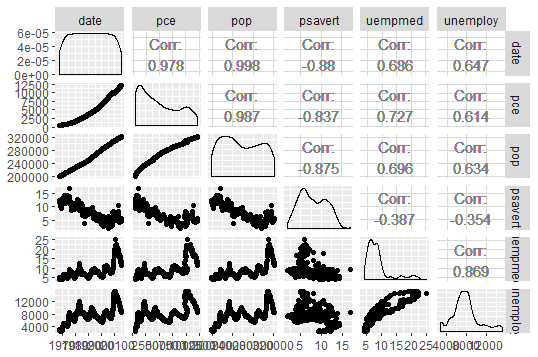 date pce pop psavert uempmed unemploy
6e-05
4e-05
2e-05
0e+00
Corr:
0.978
Corr:
0.998
Corr:
-0.88
Corr:
0.686
Corr:
0.647
date
12500
10000
7500
5000
2500
0
Corr:
0.987
Corr:
-0.837
Corr:
0.727
Corr:
0.614
pce
320000
280000
240000
200000
Corr:
-0.875
Corr:
0.696
Corr:
0.634
pop
15
10
5
Corr:
-0.387
Corr:
-0.354
psavert
25
20
15
10
5
Corr:
0.869
12000
8000
4000
5 10 15
5 10 15 20 25
4000 8000 12000